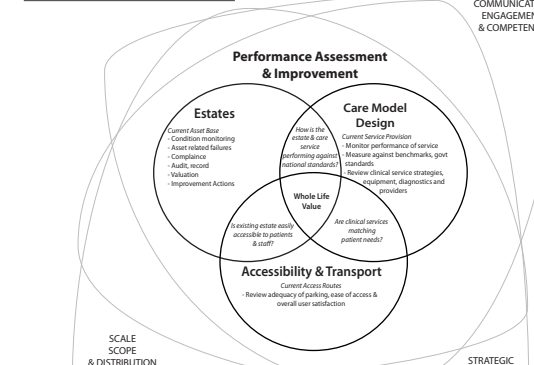 COMMUNICAT
ENGAGEMEN
& COMPETEN
Performance Assessment
& Improvement
Estates
Current Asset Base
- Condition monitoring
- Asset related failures
- Complaince
- Audit, record
- Valuation
- Improvement Actions
How is the
estate & care
service
performing against
national standards?
Care Model
Design
Current Service Provision
- Monitor performance of service
- Measure against benchmarks, govt
standards
- Review clinical service strategies,
equipment, diagnostics and
providers
Whole Life
Value
Is existing estate easily
accessible to patients
& staff?
Are clinical services
matching
patient needs?
Accessibility & Transport
Current Access Routes
- Review adequacy of parking, ease of access &
overall user satisfaction
SCALE
SCOPE
& DISTRIBUTION
STRATEGIC